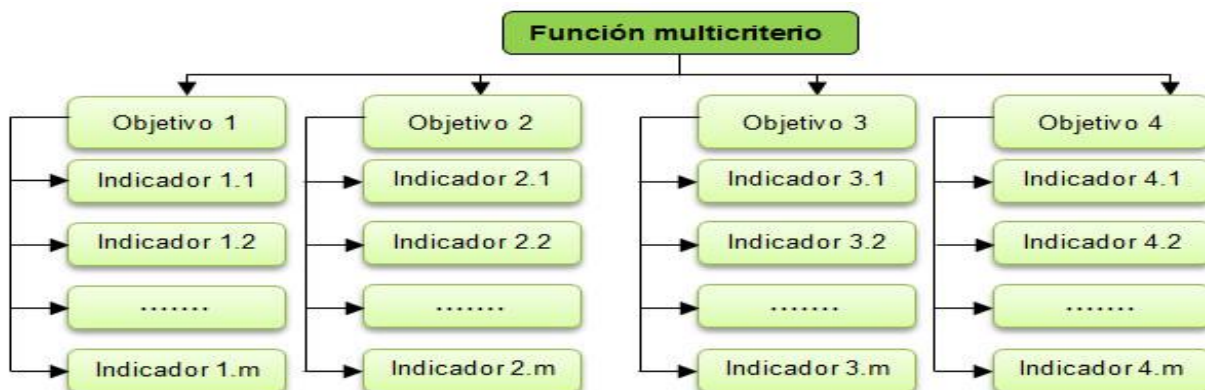 Función multicriterio
Objetivo 1
Indicador 1.1
Indicador 1.2
.......
Indicador 1.m
Objetivo 2
Indicador 2.1
Indicador 2.2
.......
Indicador 2.m
Objetivo 3
Indicador 3.1
Indicador 3.2
.......
Indicador 3.m
Objetivo 4
Indicador 4.1
Indicador 4.2
.......
Indicador 4.m